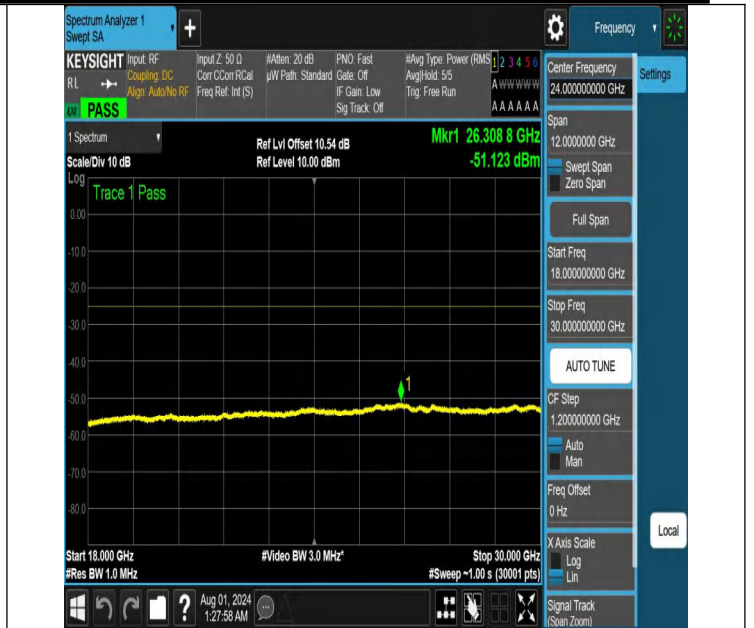 Spectrum Analyzer 1
Swept SA
+
Frequency
KEYSIGHT
RL
PASS
Input: RF
Coupling: DC
Align: Auto/No RF
Input Z: 50 Ω
Corr CCorr RCal
Freq Ref: Int (S)
#Atten: 20 dB
µW Path: Standard
PNO: Fast
Gate: Off
IF Gain: Low
Sig Track: Off
#Avg Type: Power (RMS
Avg|Hold: 5/5
Trig: Free Run
1 2 3 4 5 6
A W W W W W
A A A A A A
Center Frequency
24.000000000 GHz
Settings
Span
12.0000000 GHz
Swept Span
Zero Span
Full Span
Start Freq
18.000000000 GHz
Stop Freq
30.000000000 GHz
AUTO TUNE
CF Step
1.200000000 GHz
Auto
Man
Freq Offset
0 Hz
X Axis Scale
Log
Lin
Local
Signal Track
(Span Zoom)
1 Spectrum
Scale/Div 10 dB
Ref Lvl Offset 10.54 dB
Ref Level 10.00 dBm
Mkr1 26.308 8 GHz
-51.123 dBm
Log
Trace 1 Pass
0.00
-10.0
-20.0
-30.0
-40.0
-50.0
-60.0
-70.0
-80.0
1
Start 18.000 GHz
#Res BW 1.0 MHz
#Video BW 3.0 MHz*
Stop 30.000 GHz
#Sweep ~1.00 s (30001 pts)
?
Aug 01, 2024
1:27:58 AM